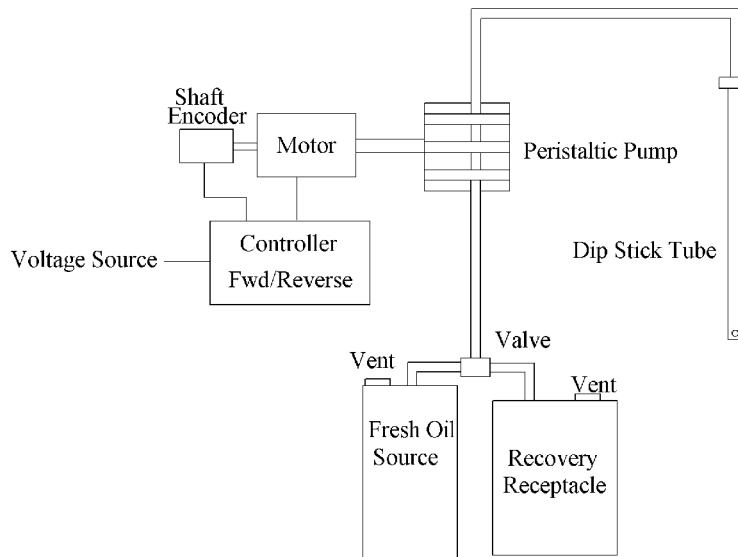 Shaft
Encoder
Motor
Peristaltic Pump
Controller
Fwd/Reverse
Voltage Source
Dip Stick Tube
Valve
Vent
Vent
Fresh Oil
Source
Recovery
Receptacle